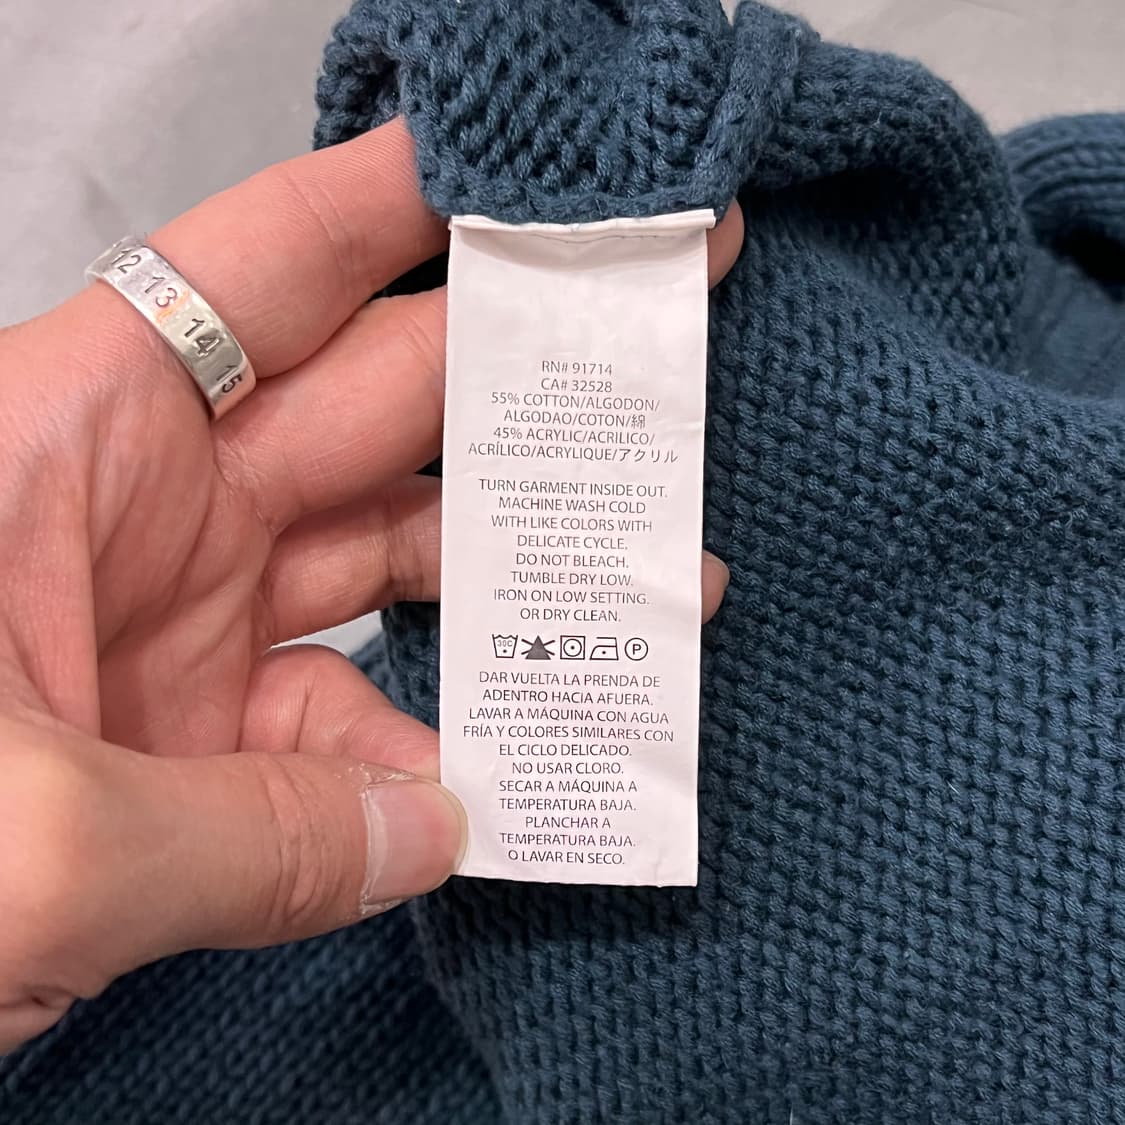 12 13 14 15
RN# 91714
CA# 32528
55% COTTON/ALGODON/
ALGODAO/COTON/綿
45% ACRYLIC/ACRILICO/
ACRÍLICO/ACRYLIQUE/アクリル
TURN GARMENT INSIDE OUT.
MACHINE WASH COLD
WITH LIKE COLORS WITH
DELICATE CYCLE.
DO NOT BLEACH.
TUMBLE DRY LOW.
IRON ON LOW SETTING.
OR DRY CLEAN.
30C P
DAR VUELTA LA PRENDA DE
ADENTRO HACIA AFUERA.
LAVAR A MÁQUINA CON AGUA
FRÍA Y COLORES SIMILARES CON
EL CICLO DELICADO.
NO USAR CLORO.
SECAR A MÁQUINA A
TEMPERATURA BAJA.
PLANCHAR A
TEMPERATURA BAJA.
O LAVAR EN SECO.